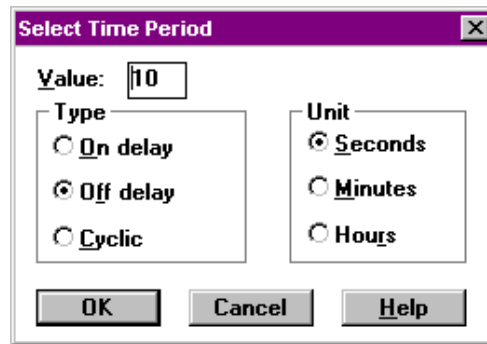 Select Time Period
Value: 10
Type
On delay
Off delay
Cyclic
Unit
Seconds
Minutes
Hours
OK Cancel Help